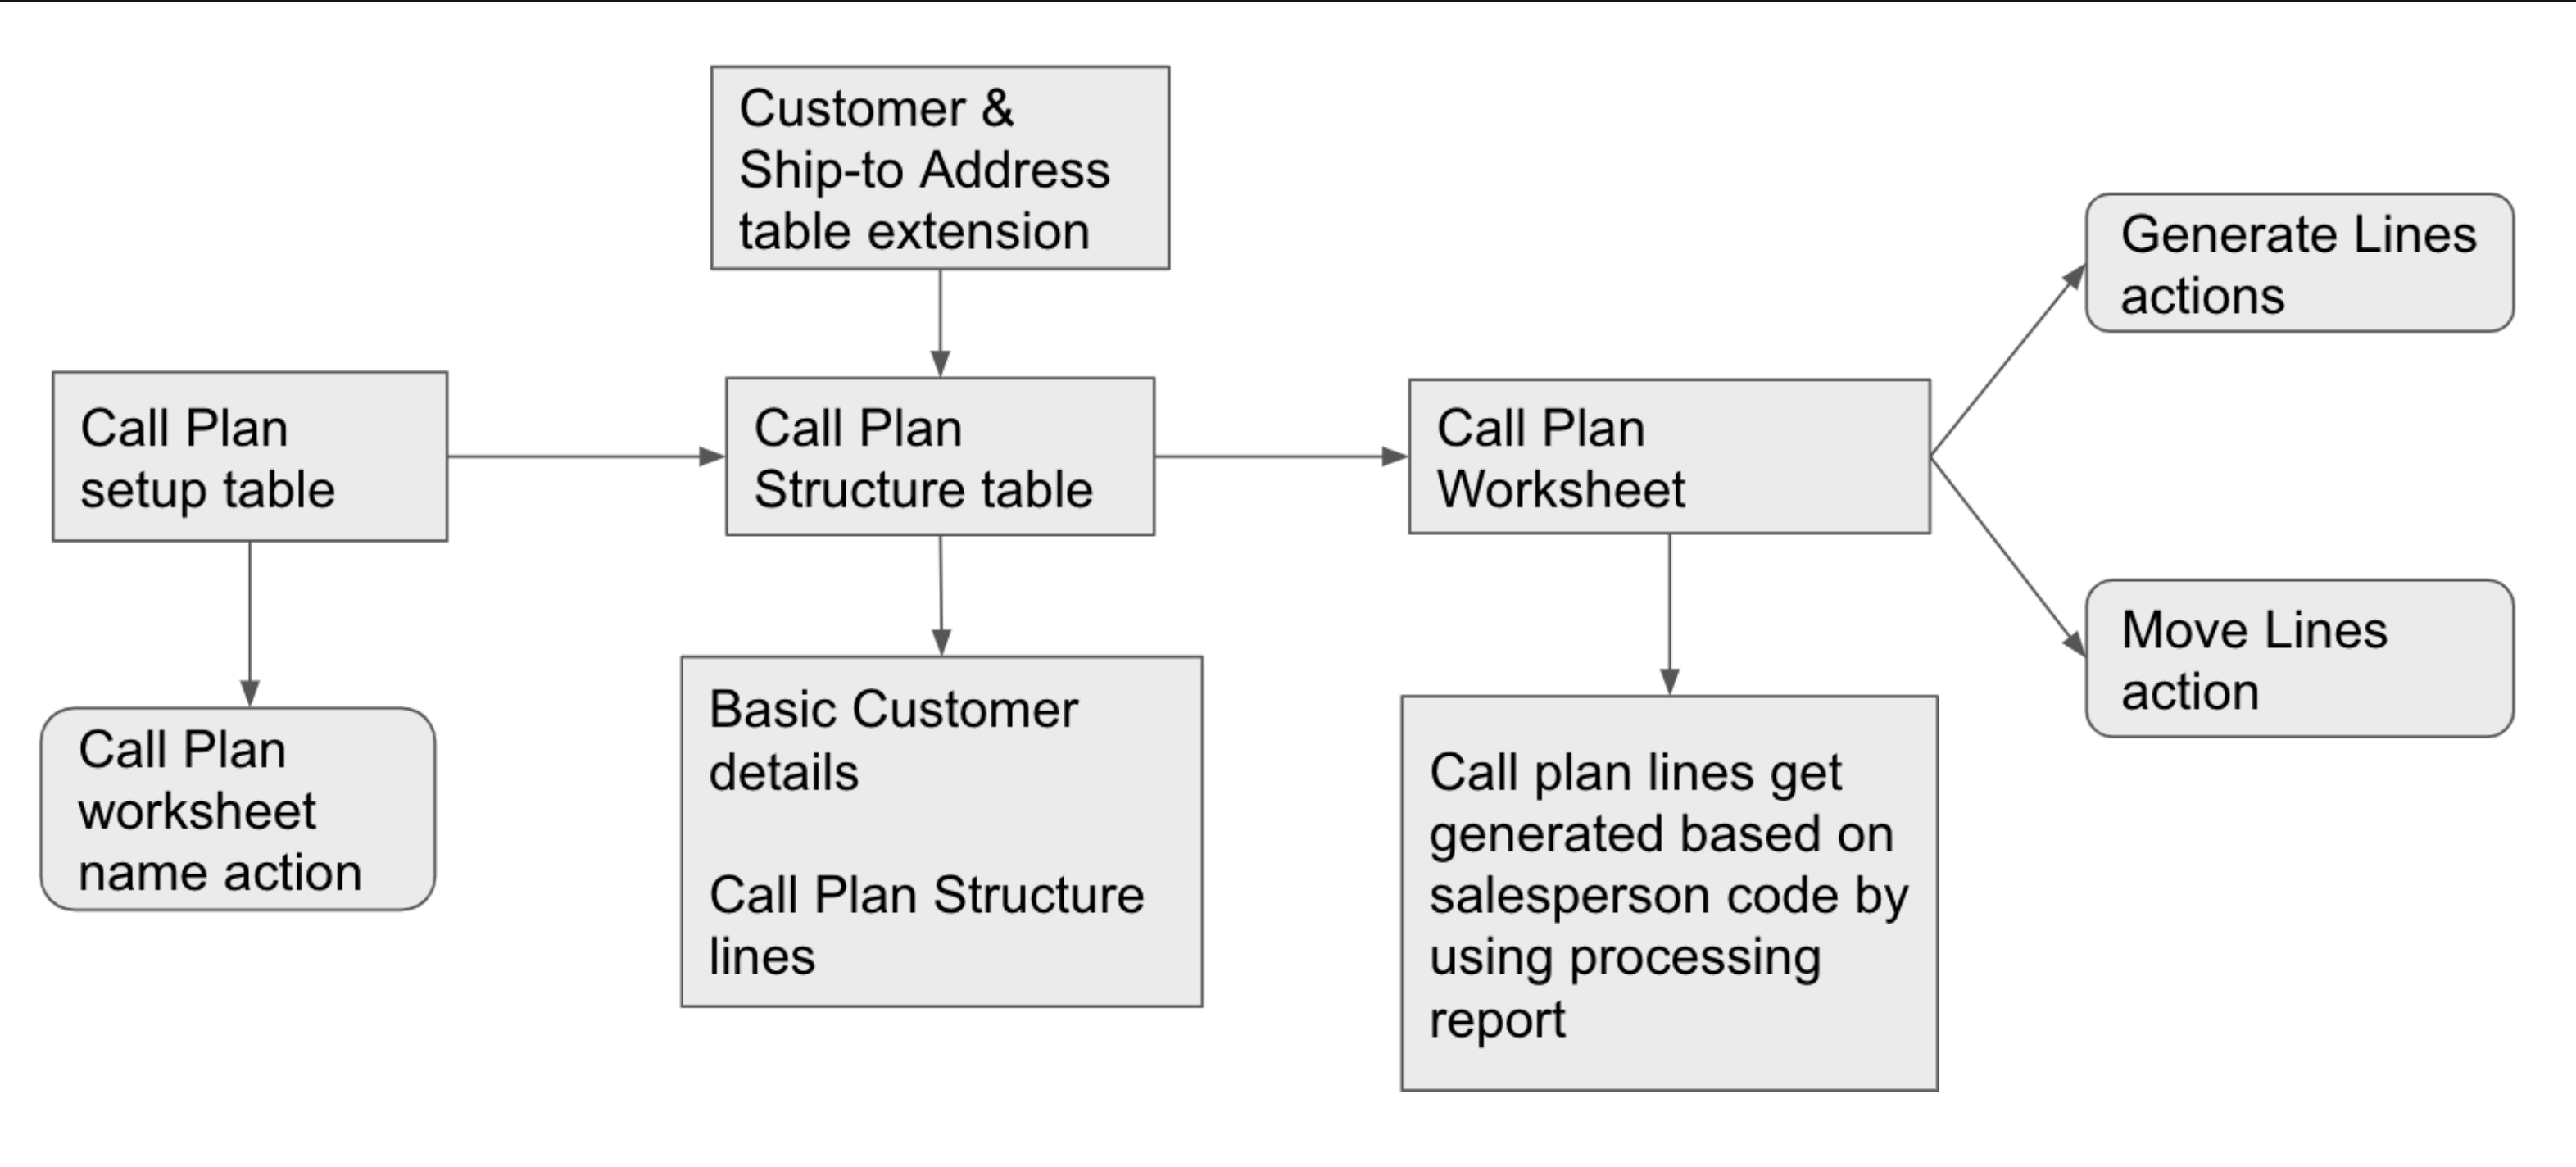 Customer &
Ship-to Address
table extension
Generate Lines
actions
Call Plan
setup table
Call Plan
Structure table
Call Plan
Worksheet
Move Lines
action
Call Plan
worksheet
name action
Basic Customer
details
Call Plan Structure
lines
Call plan lines get
generated based on
salesperson code by
using processing
report